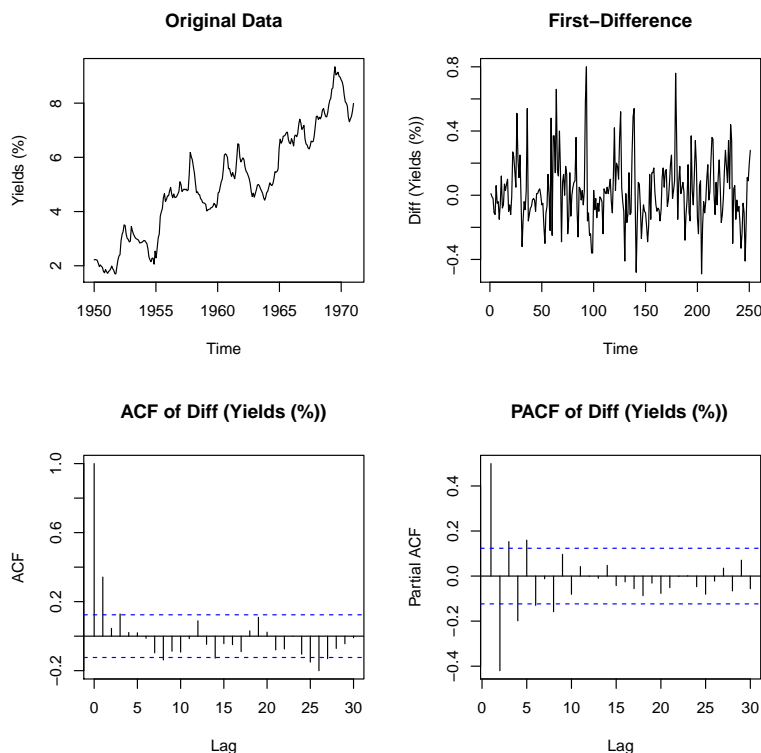 Original Data
Yields (%)
8
6
4
2
1950 1955 1960 1965 1970
Time
First−Difference
Diff (Yields (%))
0.8
0.4
0.0
−0.4
0 50 100 150 200 250
Time
ACF of Diff (Yields (%))
ACF
1.0
0.6
0.2
−0.2
0 5 10 15 20 25 30
Lag
PACF of Diff (Yields (%))
Partial ACF
0.4
0.2
0.0
−0.2
−0.4
0 5 10 15 20 25 30
Lag